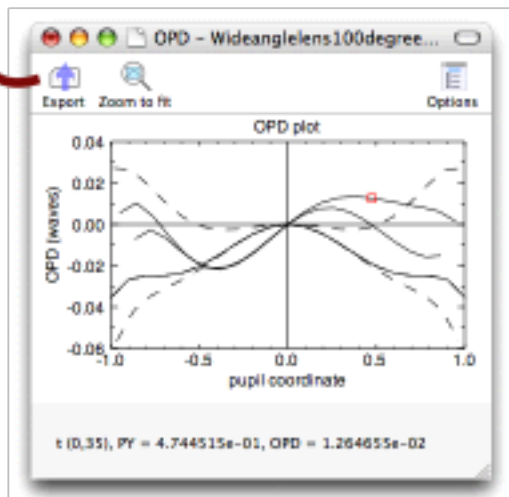 OPD – Wideanglelens100degree...
Export Zoom to fit Options
OPD plot
0.04
0.02
0.00
-0.02
-0.04
-0.06
OPD (waves)
-1.0 -0.5 0.0 0.5 1.0
pupil coordinate
t (0,35), PY = 4.744515e-01, OPD = 1.264655e-02